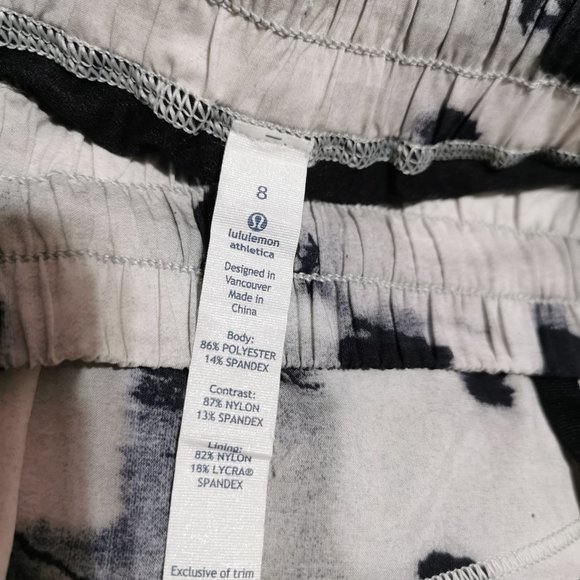 8
lululemon
athletica
Designed in
Vancouver
Made in
China
Body:
86% POLYESTER
14% SPANDEX
Contrast:
87% NYLON
13% SPANDEX
Lining:
82% NYLON
18% LYCRA®
SPANDEX
Exclusive of trim